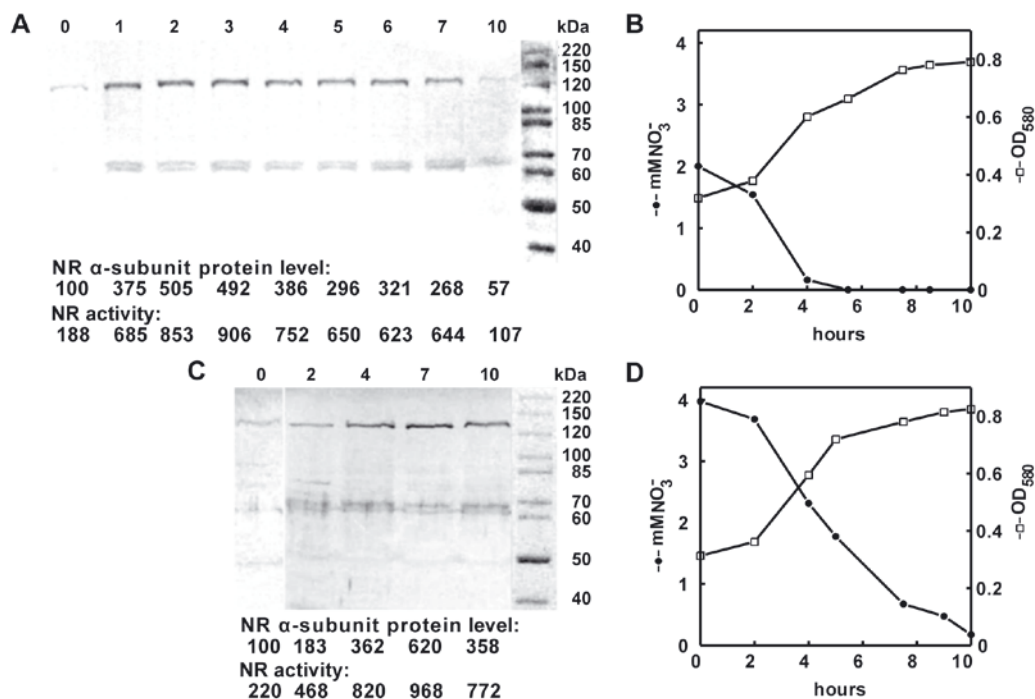 A
0 1 2 3 4 5 6 7 10 kDa
220
150
120
100
85
70
60
50
40
NR α-subunit protein level:
100 375 505 492 386 296 321 268 57
NR activity:
188 685 853 906 752 650 623 644 107
B
4
3
2
1
0
-●- mMNO₃⁻
0.8
0.6
0.4
0.2
0
-□- OD₅₈₀
0 2 4 6 8 10
hours
C
0 2 4 7 10 kDa
220
150
120
100
85
70
60
50
40
NR α-subunit protein level:
100 183 362 620 358
NR activity:
220 468 820 968 772
D
4
3
2
1
0
-●- mMNO₃⁻
0.8
0.6
0.4
0.2
0
-□- OD₅₈₀
0 2 4 6 8 10
hours